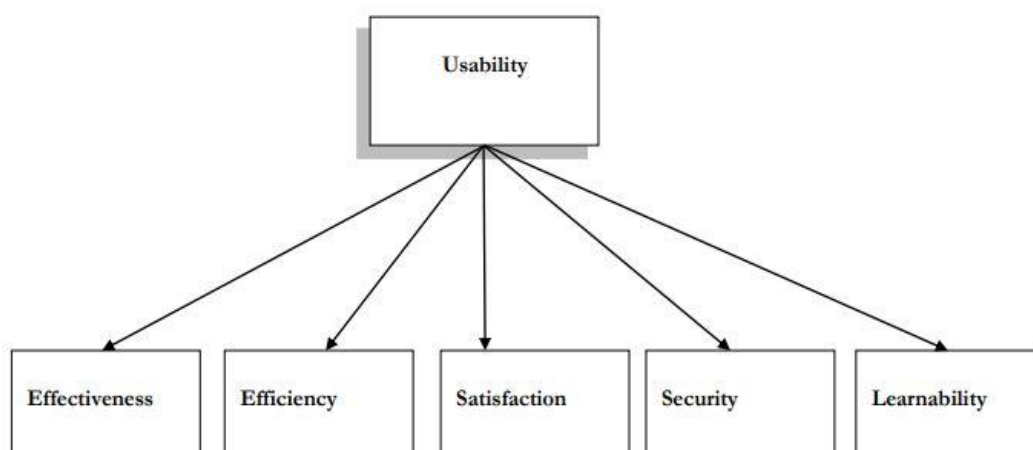 Usability
Effectiveness
Efficiency
Satisfaction
Security
Learnability